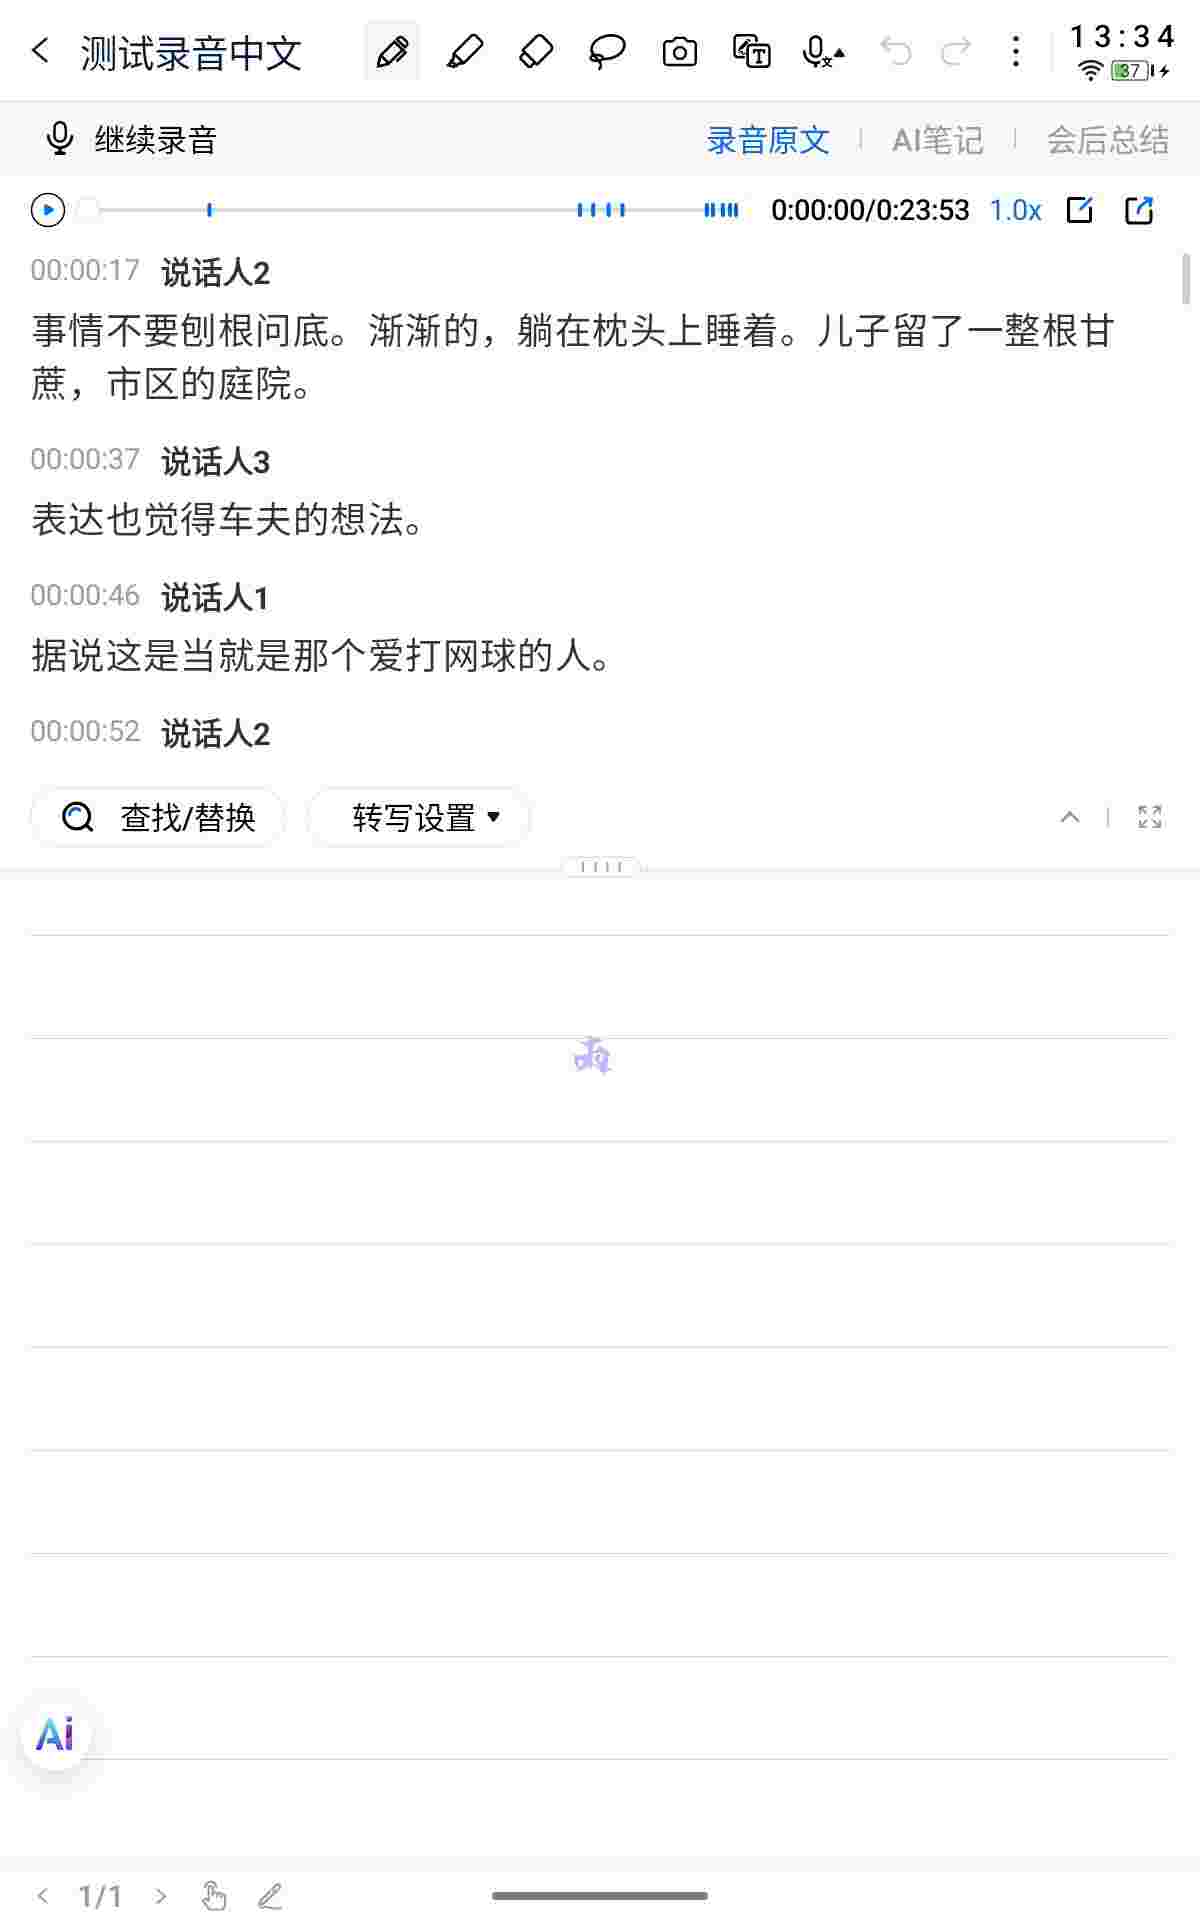 测试录音中文
13:34
37
继续录音
录音原文
AI笔记
会后总结
0:00:00/0:23:53 1.0x
00:00:17 说话人2
事情不要刨根问底。渐渐的，躺在枕头上睡着。儿子留了一整根甘
蔗，市区的庭院。
00:00:37 说话人3
表达也觉得车夫的想法。
00:00:46 说话人1
据说这是当就是那个爱打网球的人。
00:00:52 说话人2
查找/替换
转写设置
Ai
1/1